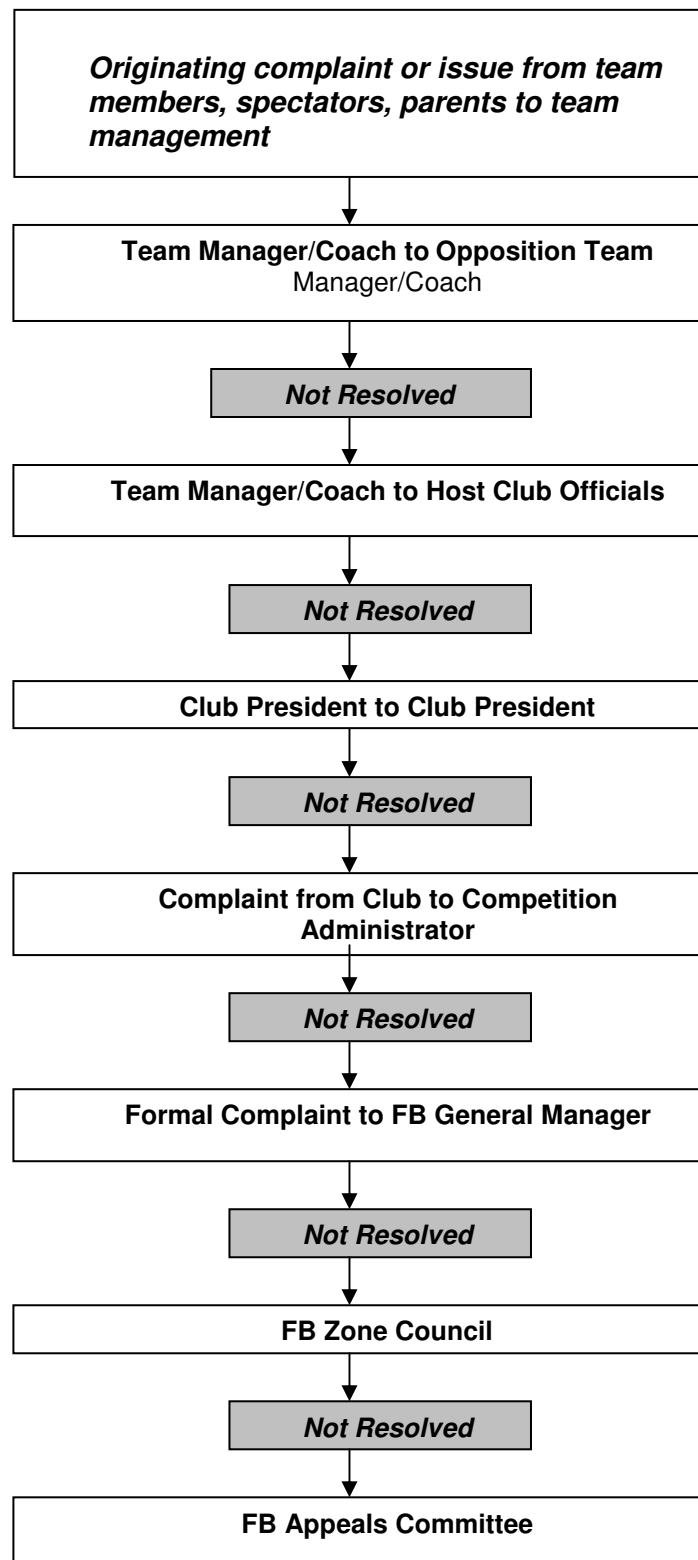 Originating complaint or issue from team
members, spectators, parents to team
management
Team Manager/Coach to Opposition Team
Manager/Coach
Not Resolved
Team Manager/Coach to Host Club Officials
Not Resolved
Club President to Club President
Not Resolved
Complaint from Club to Competition
Administrator
Not Resolved
Formal Complaint to FB General Manager
Not Resolved
FB Zone Council
Not Resolved
FB Appeals Committee